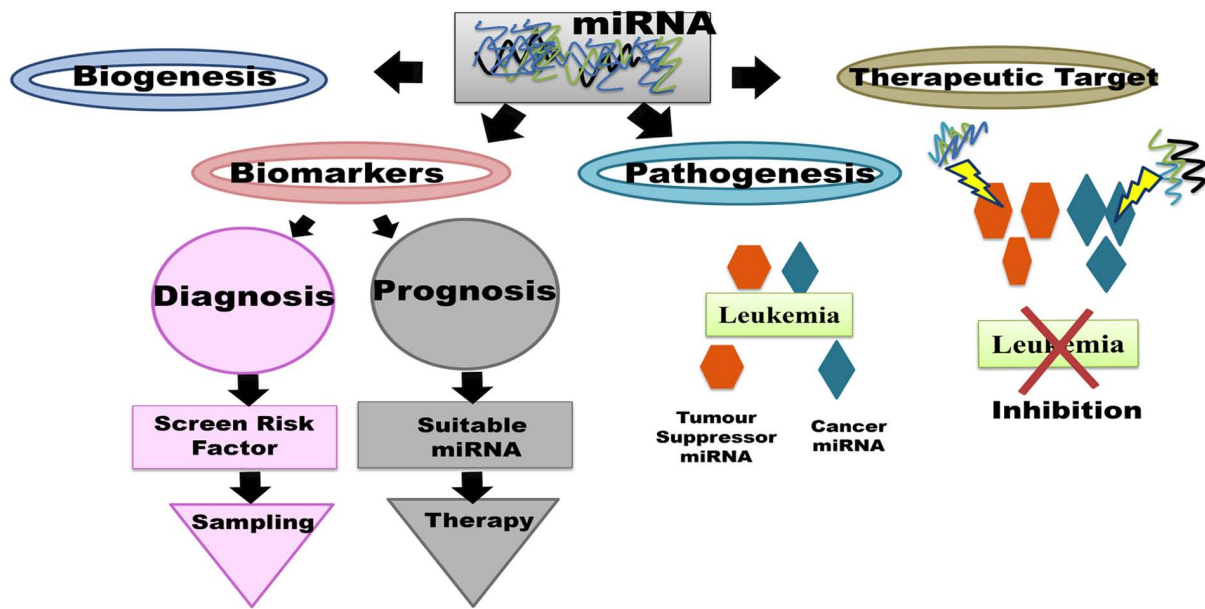 miRNA
Biogenesis
Therapeutic Target
Biomarkers
Pathogenesis
Diagnosis
Prognosis
Leukemia
Leukemia
Inhibition
Screen Risk
Factor
Suitable
miRNA
Tumour
Suppressor
miRNA
Cancer
miRNA
Sampling
Therapy